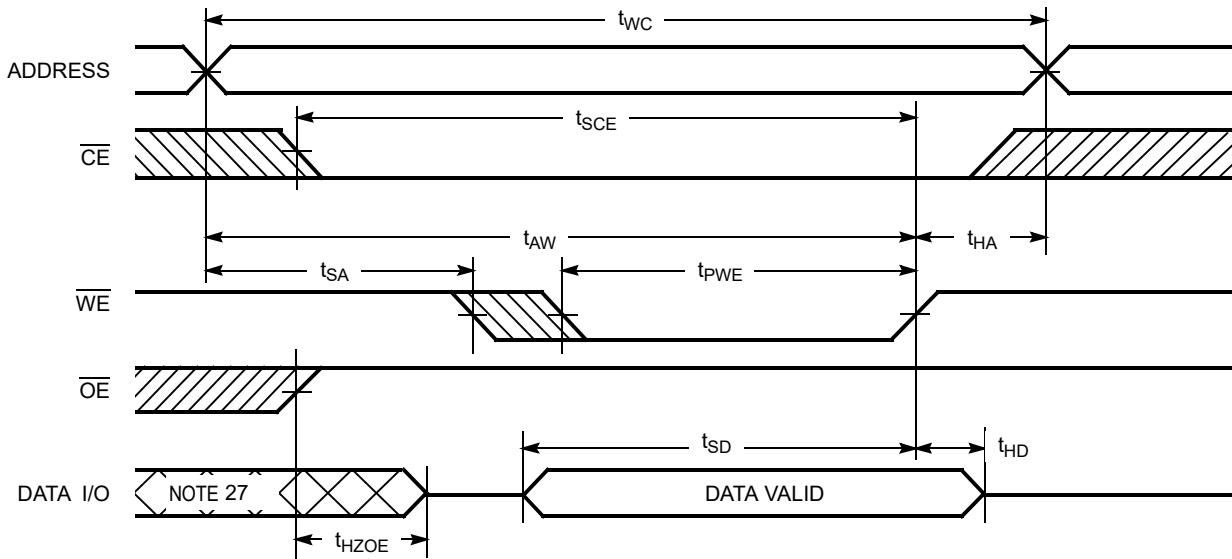 tWC
ADDRESS
tSCE
CE
tAW
tHA
tSA
tPWE
WE
OE
tSD
tHD
DATA I/O
NOTE 27
DATA VALID
tHZOE